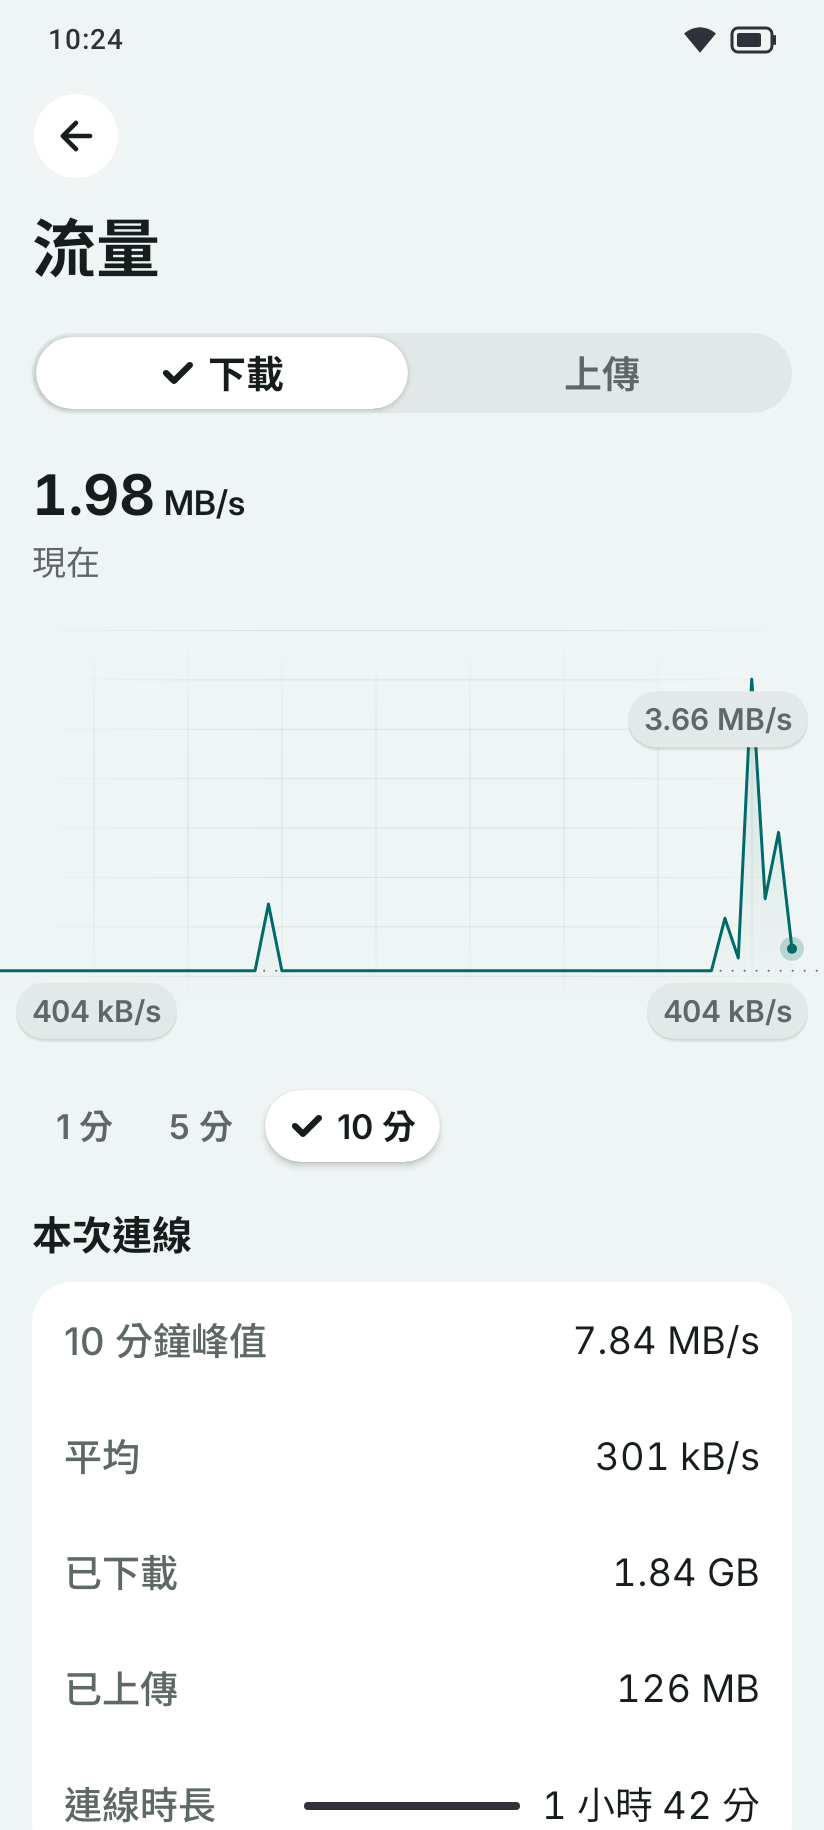 10:24
流量
下載
上傳
1.98 MB/s
現在
3.66 MB/s
404 kB/s
404 kB/s
1 分
5 分
10 分
本次連線
10 分鐘峰值
7.84 MB/s
平均
301 kB/s
已下載
1.84 GB
已上傳
126 MB
連線時長
1 小時 42 分